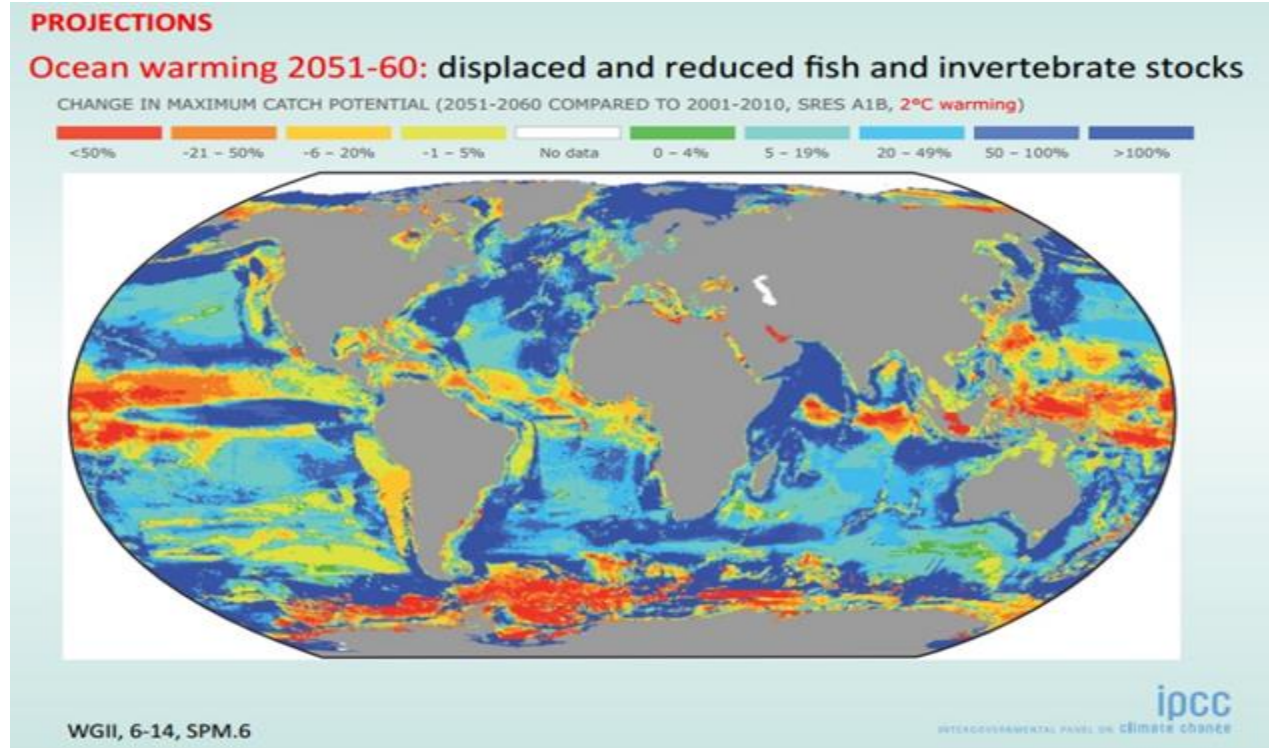 PROJECTIONS
Ocean warming 2051-60: displaced and reduced fish and invertebrate stocks
CHANGE IN MAXIMUM CATCH POTENTIAL (2051-2060 COMPARED TO 2001-2010, SRES A1B, 2°C warming)
<50% -21 – 50% -6 – 20% -1 – 5% No data 0 – 4% 5 – 19% 20 – 49% 50 – 100% >100%
ipcc
INTERGOVERNMENTAL PANEL ON climate change
WGII, 6-14, SPM.6